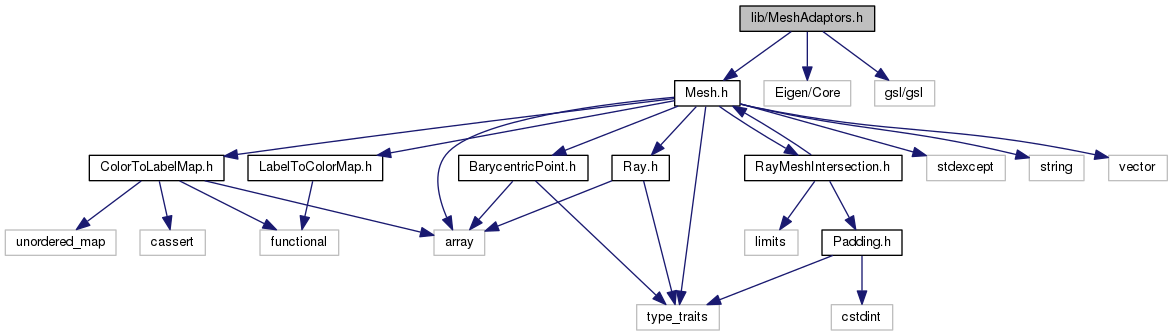 lib/MeshAdaptors.h
Mesh.h
Eigen/Core
gsl/gsl
ColorToLabelMap.h
LabelToColorMap.h
BarycentricPoint.h
Ray.h
RayMeshIntersection.h
stdexcept
string
vector
unordered_map
cassert
functional
array
limits
Padding.h
type_traits
cstdint